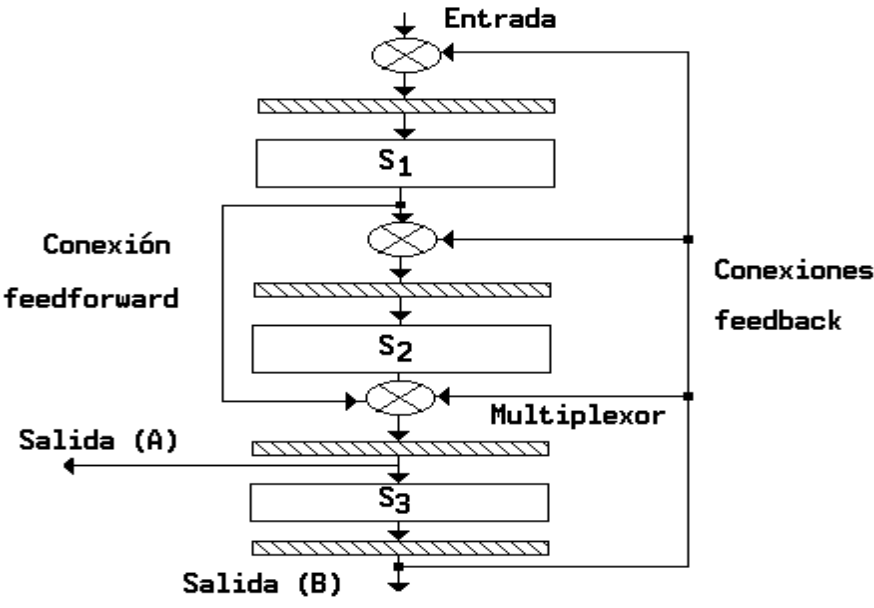 Entrada
S1
Conexión
feedforward
Conexiones
feedback
S2
Multiplexor
Salida (A)
S3
Salida (B)